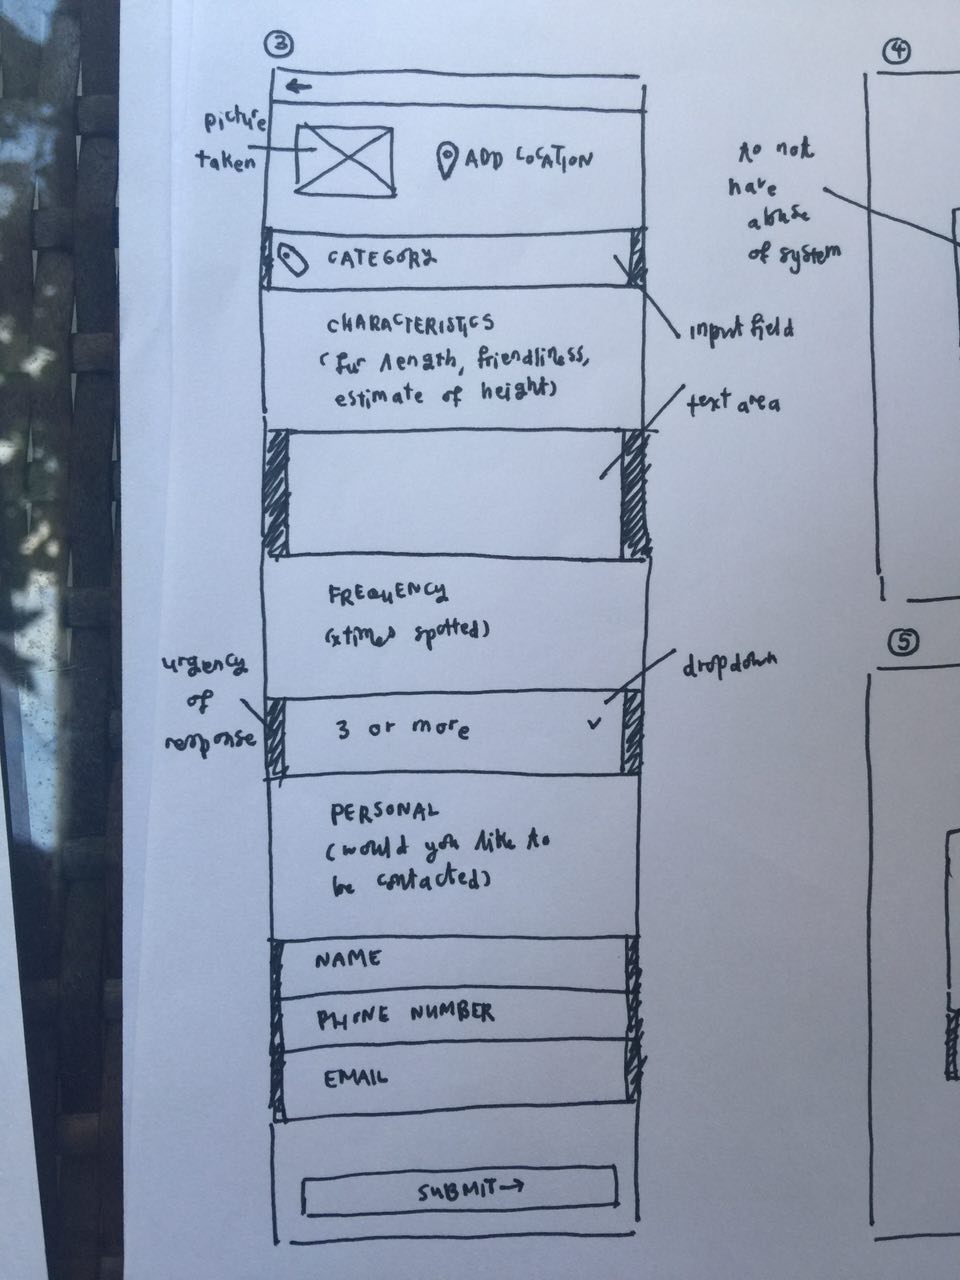 ③
←
picture
taken
ADD LOCATION
CATEGORY
input field
CHARACTERISTICS
(fur length, friendliness,
estimate of height)
text area
FREQUENCY
(x times spotted)
urgency
of
response
dropdown
3 or more
PERSONAL
(would you like to
be contacted)
NAME
PHONE NUMBER
EMAIL
SUBMIT→
④
to not
have
abuse
of system
⑤